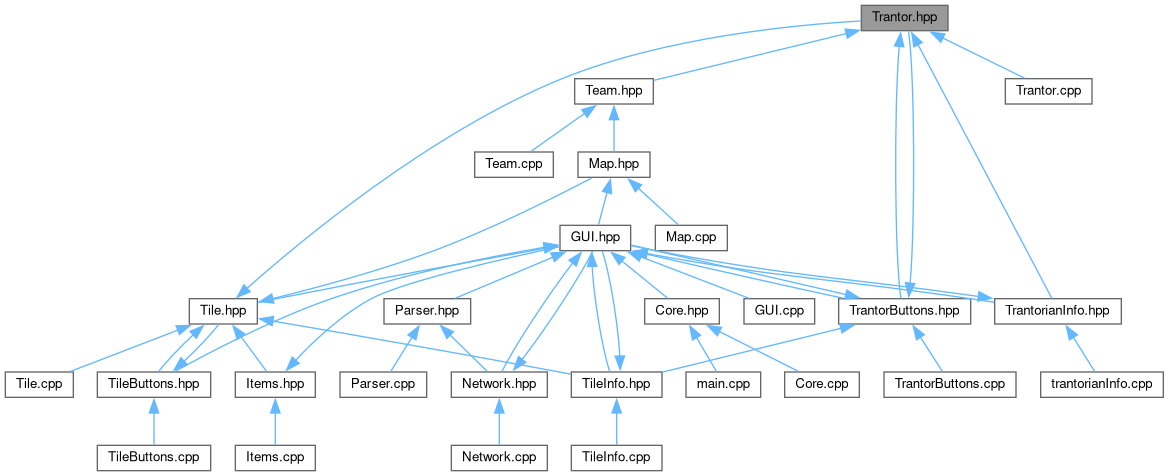 Trantor.hpp
Team.hpp
Trantor.cpp
Team.cpp
Map.hpp
GUI.hpp
Map.cpp
Tile.hpp
Parser.hpp
Core.hpp
GUI.cpp
TrantorButtons.hpp
TrantorianInfo.hpp
Tile.cpp
TileButtons.hpp
Items.hpp
Parser.cpp
Network.hpp
TileInfo.hpp
main.cpp
Core.cpp
TrantorButtons.cpp
trantorianInfo.cpp
TileButtons.cpp
Items.cpp
Network.cpp
TileInfo.cpp